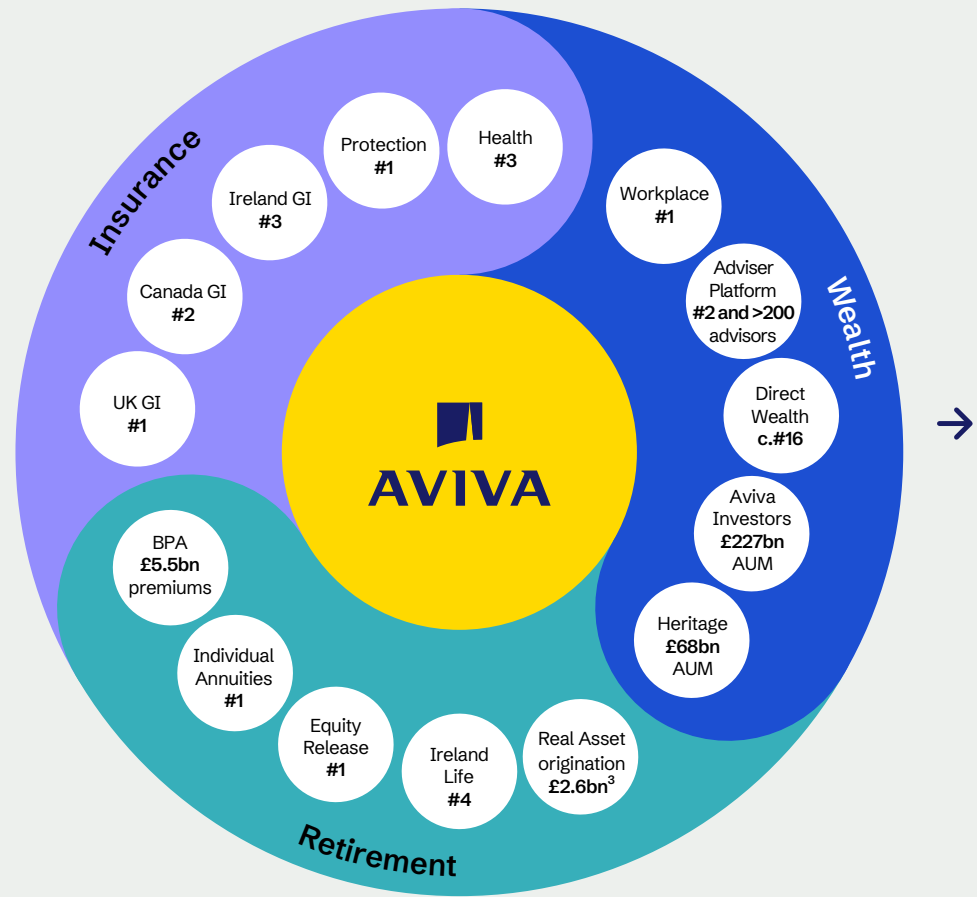 Insurance
UK GI
#1
Canada GI
#2
Ireland GI
#3
Protection
#1
Health
#3
Wealth
Workplace
#1
Adviser
Platform
#2 and >200
advisors
Direct
Wealth
c.#16
Aviva
Investors
£227bn
AUM
Heritage
£68bn
AUM
AVIVA
Retirement
BPA
£5.5bn
premiums
Individual
Annuities
#1
Equity
Release
#1
Ireland
Life
#4
Real Asset
origination
£2.6bn³